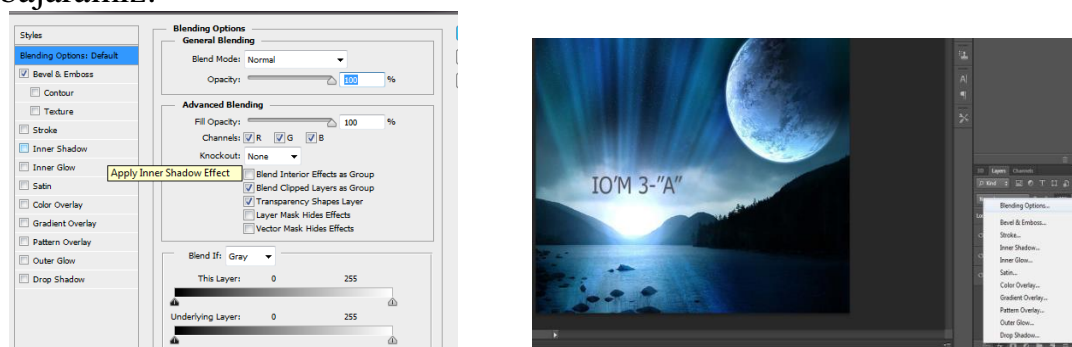 bajaramiz.
Styles
Blending Options: Default
Bevel & Emboss
Contour
Texture
Stroke
Inner Shadow
Inner Glow
Satin
Color Overlay
Gradient Overlay
Pattern Overlay
Outer Glow
Drop Shadow
Apply Inner Shadow Effect
Blending Options
General Blending
Blend Mode: Normal
Opacity: 100 %
Advanced Blending
Fill Opacity: 100 %
Channels: R G B
Knockout: None
Blend Interior Effects as Group
Blend Clipped Layers as Group
Transparency Shapes Layer
Layer Mask Hides Effects
Vector Mask Hides Effects
Blend If: Gray
This Layer: 0 255
Underlying Layer: 0 255
IO'M 3-"A"
3D Layers Channels
Kind
Blending Options...
Bevel & Emboss...
Stroke...
Inner Shadow...
Inner Glow...
Satin...
Color Overlay...
Gradient Overlay...
Pattern Overlay...
Outer Glow...
Drop Shadow...